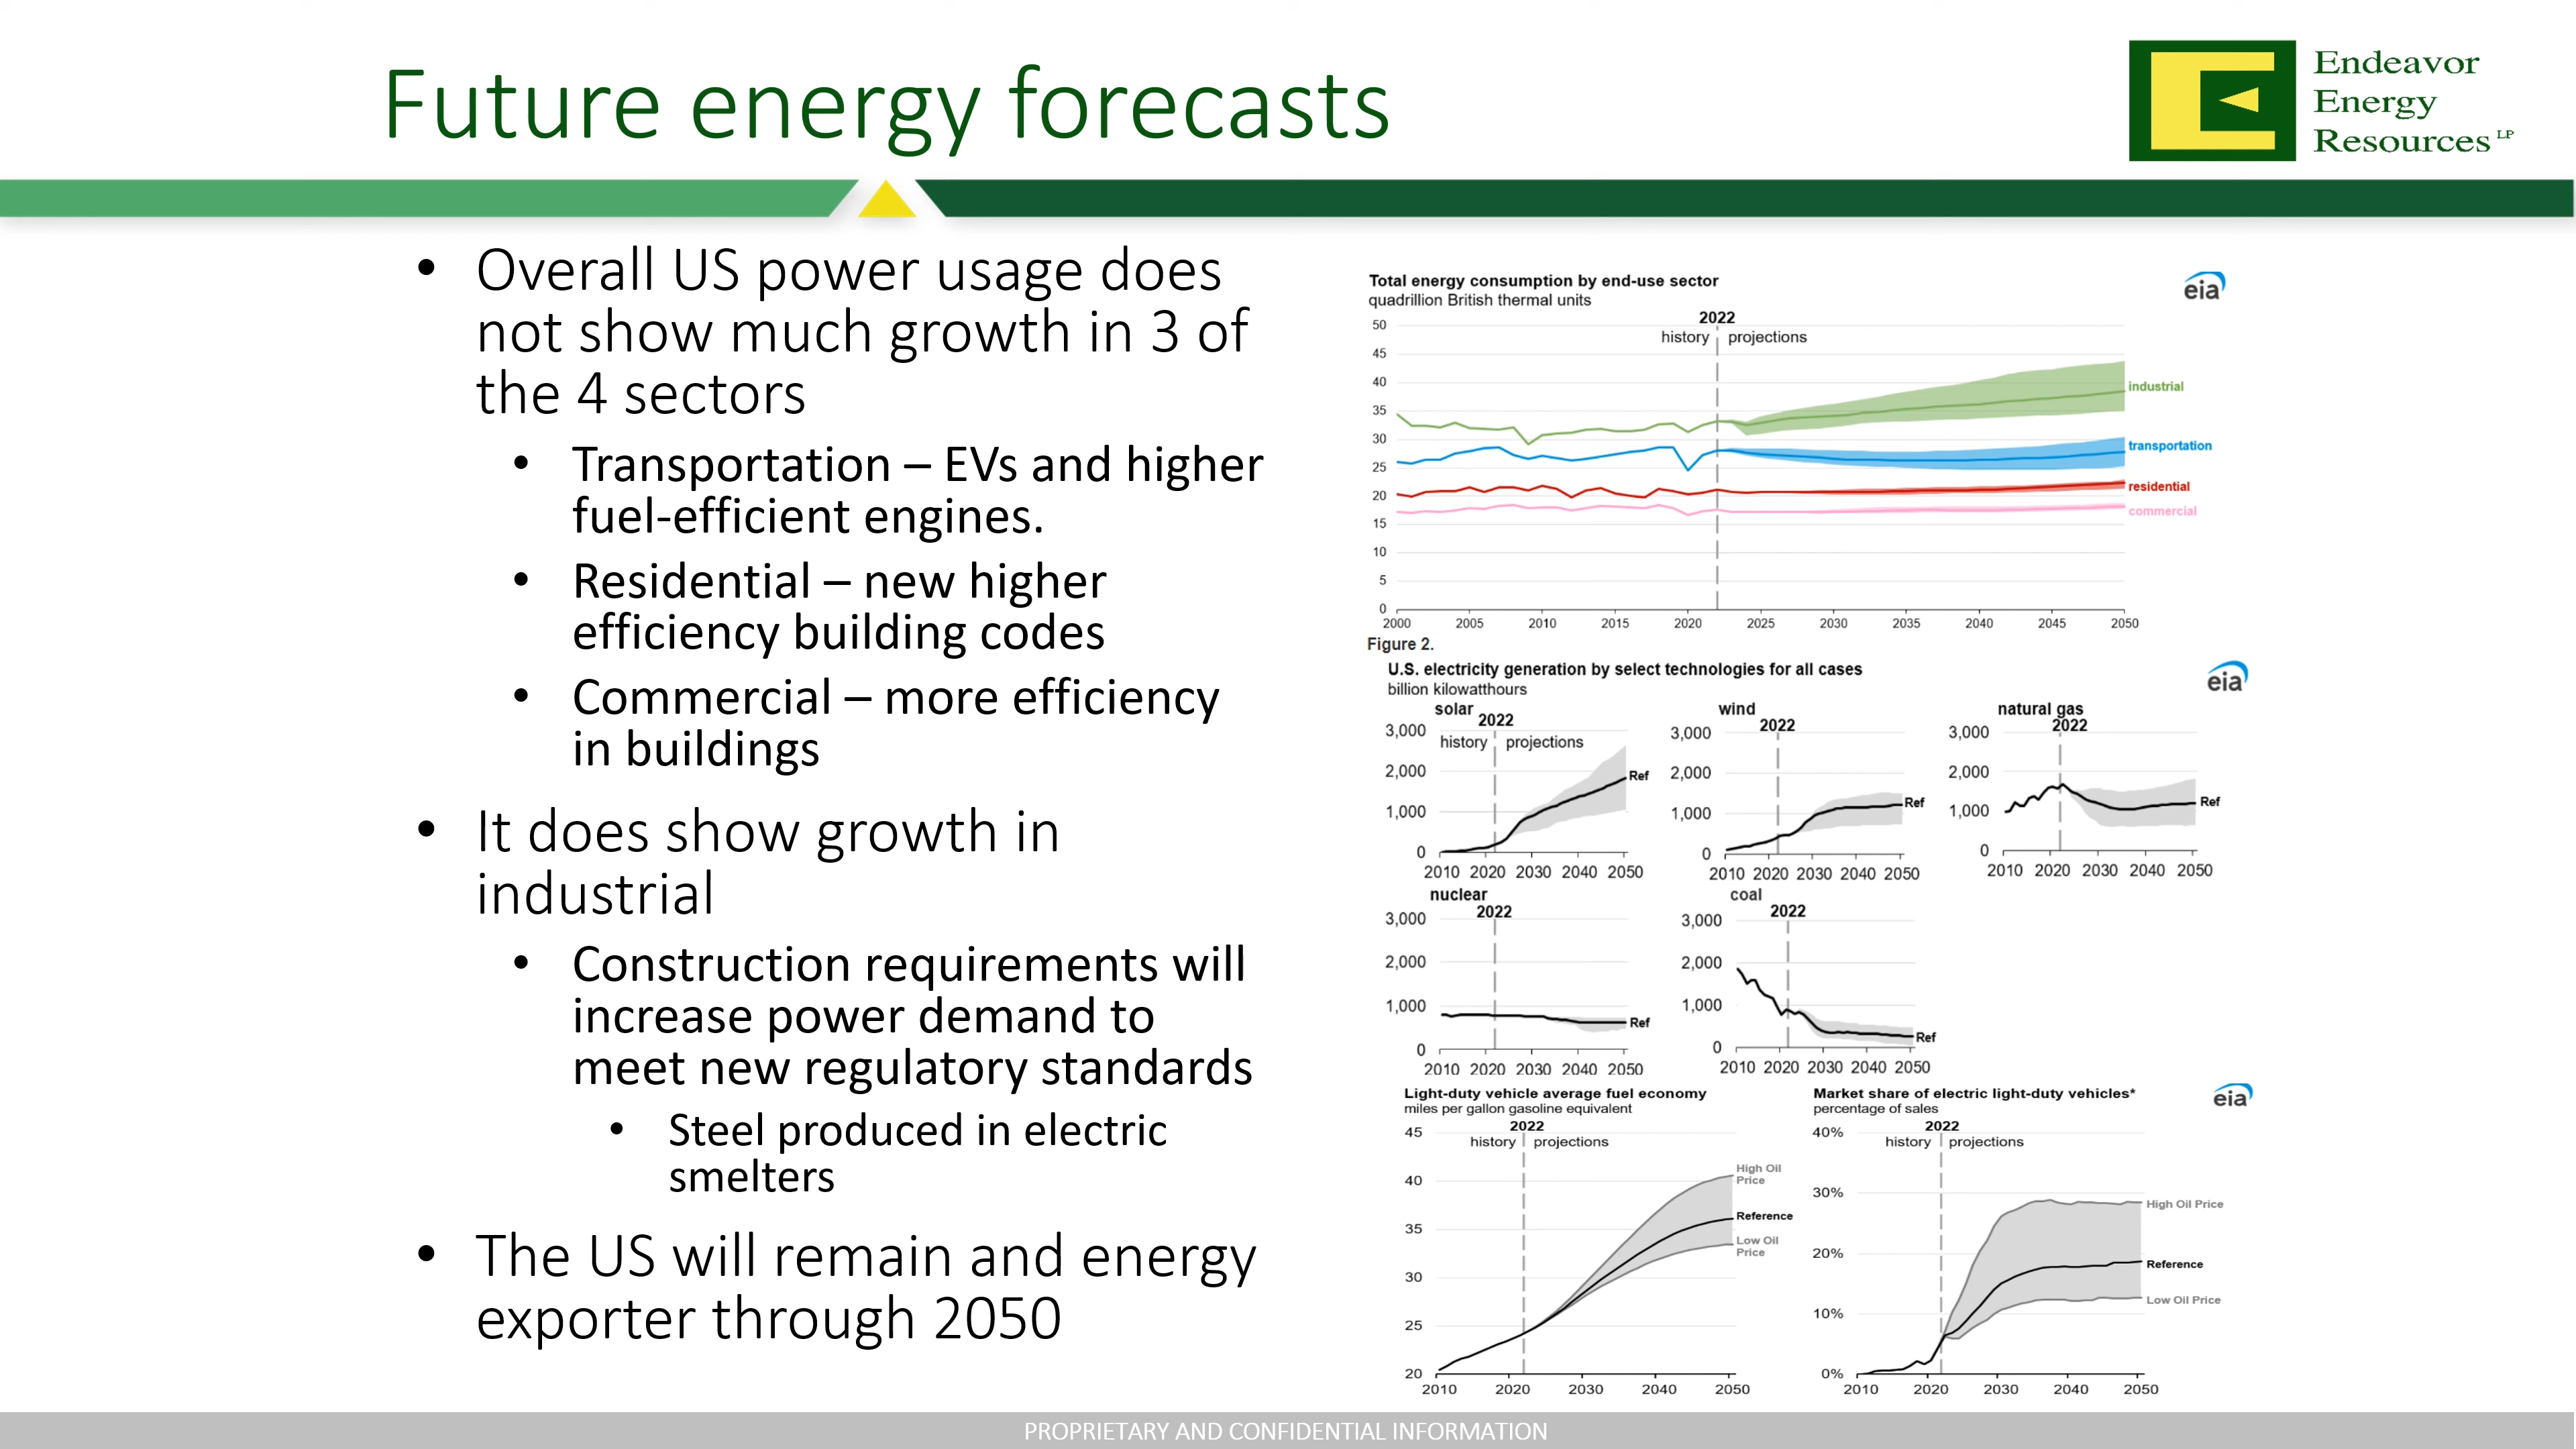 Future energy forecasts
Endeavor
Energy
Resources LP
• Overall US power usage does
not show much growth in 3 of
the 4 sectors
• Transportation – EVs and higher
fuel-efficient engines.
• Residential – new higher
efficiency building codes
• Commercial – more efficiency
in buildings
• It does show growth in
industrial
• Construction requirements will
increase power demand to
meet new regulatory standards
• Steel produced in electric
smelters
• The US will remain and energy
exporter through 2050
Total energy consumption by end-use sector
quadrillion British thermal units
eia
2022
history projections
50
45
40
35
30
25
20
15
10
5
0
industrial
transportation
residential
commercial
2000 2005 2010 2015 2020 2025 2030 2035 2040 2045 2050
Figure 2.
U.S. electricity generation by select technologies for all cases
billion kilowatthours
eia
solar
2022
history projections
3,000
2,000
1,000
0
Ref
2010 2020 2030 2040 2050
wind
2022
3,000
2,000
1,000
0
Ref
2010 2020 2030 2040 2050
natural gas
2022
3,000
2,000
1,000
0
Ref
2010 2020 2030 2040 2050
nuclear
2022
3,000
2,000
1,000
0
Ref
2010 2020 2030 2040 2050
coal
2022
3,000
2,000
1,000
0
Ref
2010 2020 2030 2040 2050
Light-duty vehicle average fuel economy
miles per gallon gasoline equivalent
2022
history projections
45
40
35
30
25
20
High Oil
Price
Reference
Low Oil
Price
2010 2020 2030 2040 2050
Market share of electric light-duty vehicles*
percentage of sales
eia
2022
history projections
40%
30%
20%
10%
0%
High Oil Price
Reference
Low Oil Price
2010 2020 2030 2040 2050
PROPRIETARY AND CONFIDENTIAL INFORMATION